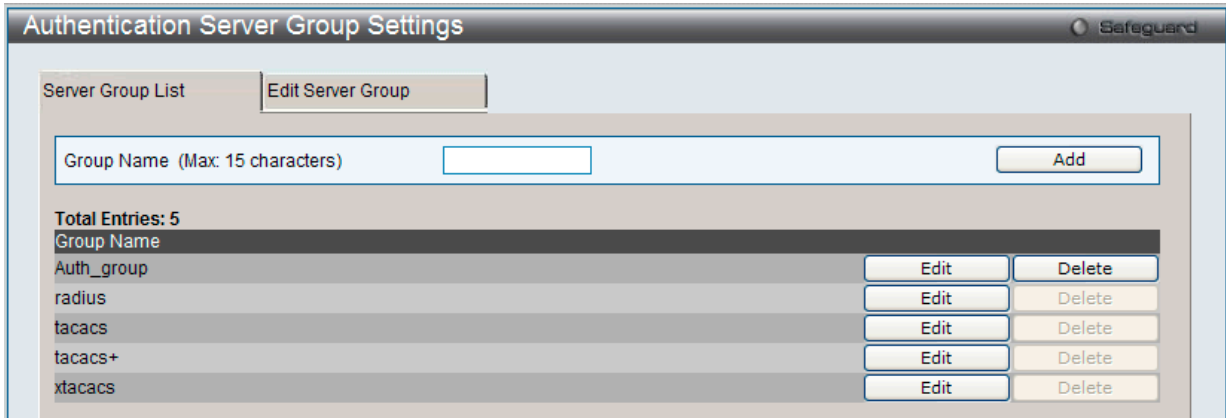 Authentication Server Group Settings
Safeguard
Server Group List
Edit Server Group
Group Name (Max: 15 characters)
Add
Total Entries: 5
Group Name
Auth_group Edit Delete
radius Edit Delete
tacacs Edit Delete
tacacs+ Edit Delete
xtacacs Edit Delete